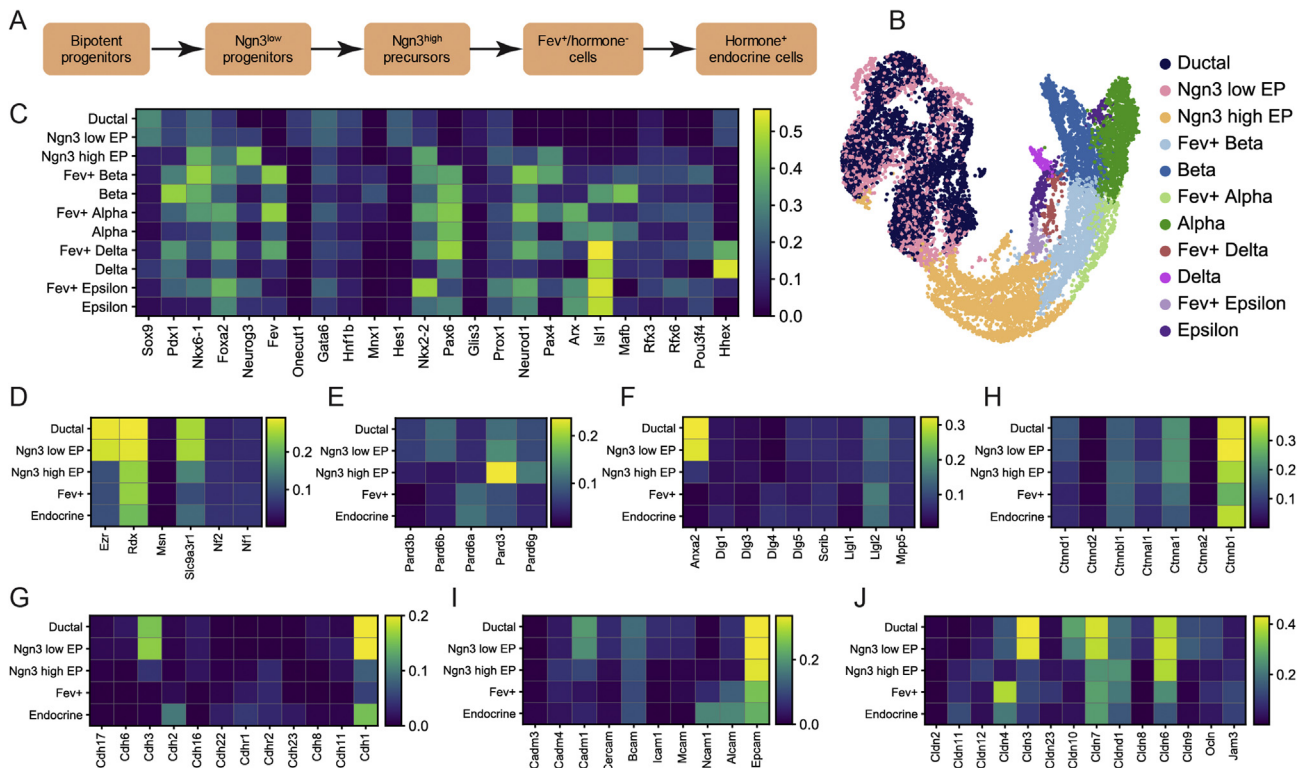 A
Bipotent
progenitors
Ngn3low
progenitors
Ngn3high
precursors
Fev+/hormone-
cells
Hormone+
endocrine cells
B
Ductal
Ngn3 low EP
Ngn3 high EP
Fev+ Beta
Beta
Fev+ Alpha
Alpha
Fev+ Delta
Delta
Fev+ Epsilon
Epsilon
C
Ductal
Ngn3 low EP
Ngn3 high EP
Fev+ Beta
Beta
Fev+ Alpha
Alpha
Fev+ Delta
Delta
Fev+ Epsilon
Epsilon
Sox9
Pdx1
Nkx6-1
Foxa2
Neurog3
Fev
Onecut1
Gata6
Hnf1b
Mnx1
Hes1
Nkx2-2
Pax6
Glis3
Prox1
Neurod1
Pax4
Arx
Isl1
Mafb
Rfx3
Rfx6
Pou3f4
Hhex
0.5
0.4
0.3
0.2
0.1
0.0
D
Ductal
Ngn3 low EP
Ngn3 high EP
Fev+
Endocrine
Ezr
Rdx
Msn
Slc9a3r1
Nf2
Nf1
0.2
0.1
E
Ductal
Ngn3 low EP
Ngn3 high EP
Fev+
Endocrine
Pard3b
Pard6b
Pard6a
Pard3
Pard6g
0.2
0.1
F
Ductal
Ngn3 low EP
Ngn3 high EP
Fev+
Endocrine
Anxa2
Dlg1
Dlg3
Dlg4
Dlg5
Scrib
Llgl1
Llgl2
Mpp5
0.3
0.2
0.1
H
Ductal
Ngn3 low EP
Ngn3 high EP
Fev+
Endocrine
Ctnnd1
Ctnnd2
Ctnnbl1
Ctnnal1
Ctnna1
Ctnna2
Ctnnb1
0.3
0.2
0.1
G
Ductal
Ngn3 low EP
Ngn3 high EP
Fev+
Endocrine
Cdh17
Cdh6
Cdh3
Cdh2
Cdh16
Cdh22
Cdhr1
Cdhr2
Cdh23
Cdh8
Cdh11
Cdh1
0.2
0.1
0.1
0.0
0.0
I
Ductal
Ngn3 low EP
Ngn3 high EP
Fev+
Endocrine
Cadm3
Cadm4
Cadm1
Cercam
Bcam
Icam1
Mcam
Ncam1
Alcam
Epcam
0.2
0.0
J
Ductal
Ngn3 low EP
Ngn3 high EP
Fev+
Endocrine
Cldn2
Cldn11
Cldn12
Cldn4
Cldn3
Cldn23
Cldn10
Cldn7
Cldnd1
Cldn8
Cldn6
Cldn9
Ocln
Jam3
0.4
0.2